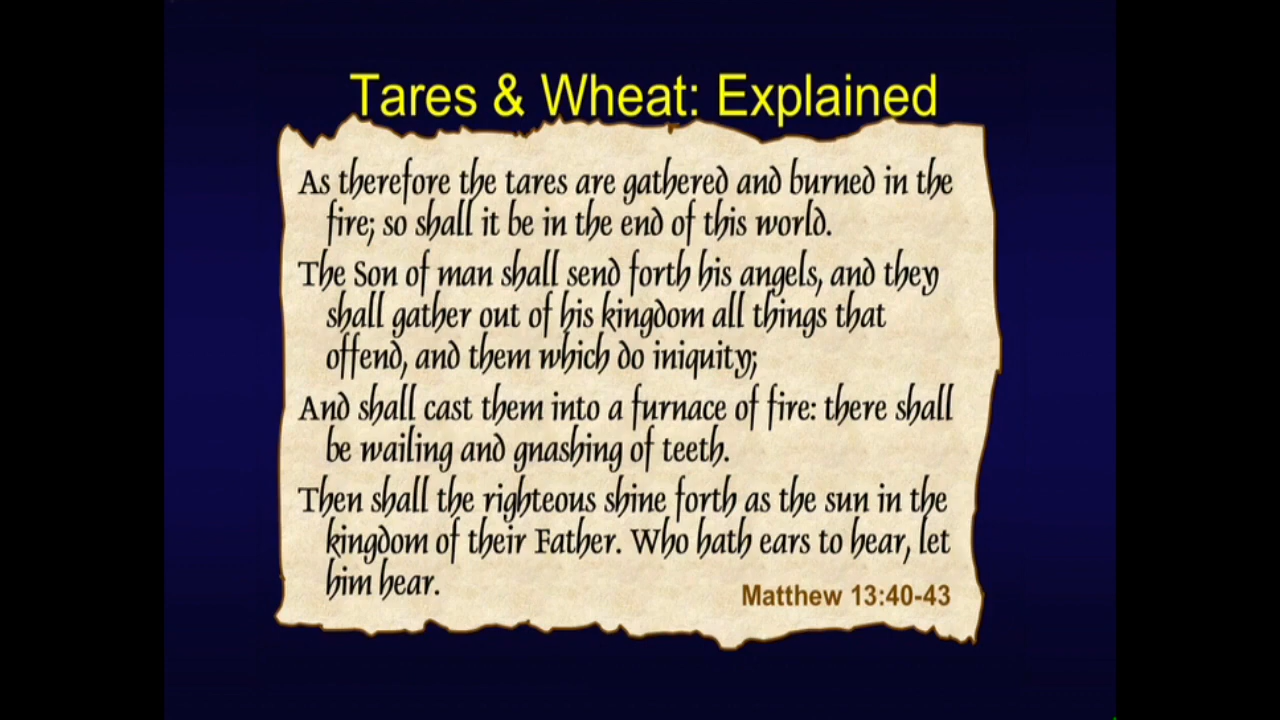 Tares & Wheat: Explained
As therefore the tares are gathered and burned in the
fire; so shall it be in the end of this world.
The Son of man shall send forth his angels, and they
shall gather out of his kingdom all things that
offend, and them which do iniquity;
And shall cast them into a furnace of fire: there shall
be wailing and gnashing of teeth.
Then shall the righteous shine forth as the sun in the
kingdom of their Father. Who hath ears to hear, let
him hear.
Matthew 13:40-43